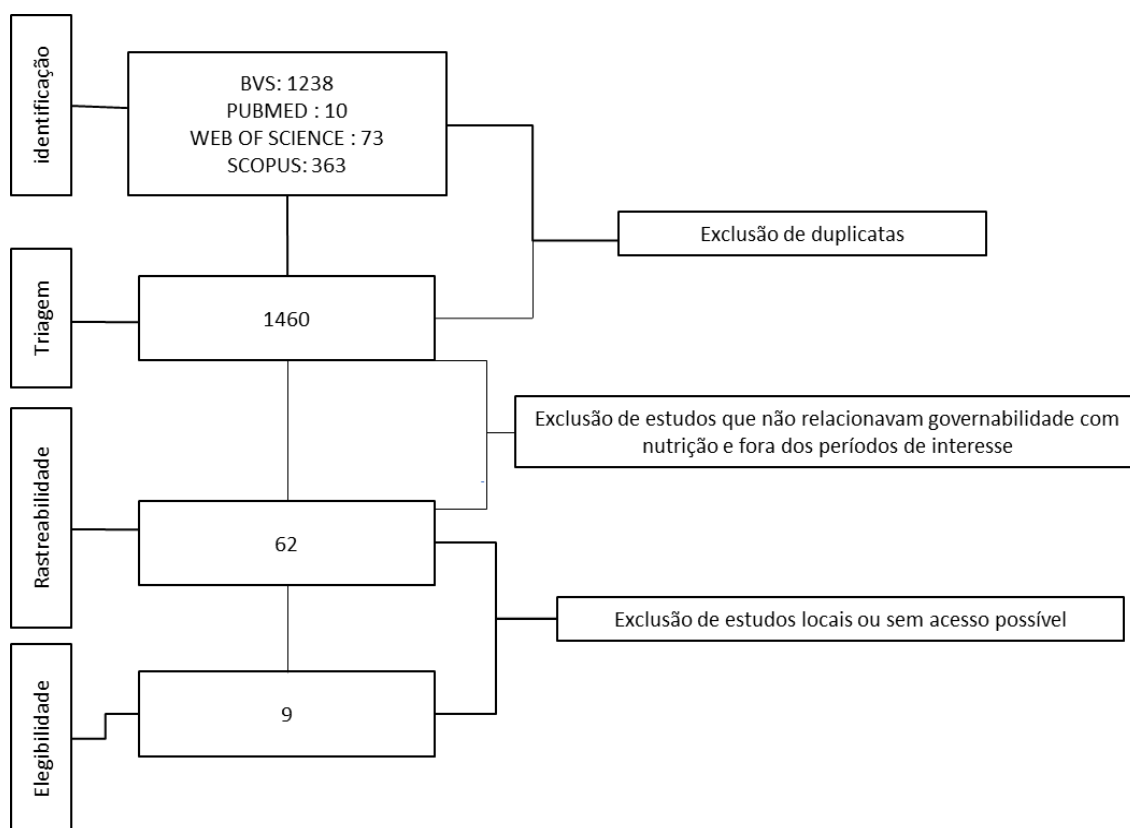 identificação
BVS: 1238
PUBMED : 10
WEB OF SCIENCE : 73
SCOPUS: 363
Exclusão de duplicatas
Triagem
1460
Exclusão de estudos que não relacionavam governabilidade com
nutrição e fora dos períodos de interesse
Rastreabilidade
62
Exclusão de estudos locais ou sem acesso possível
Elegibilidade
9